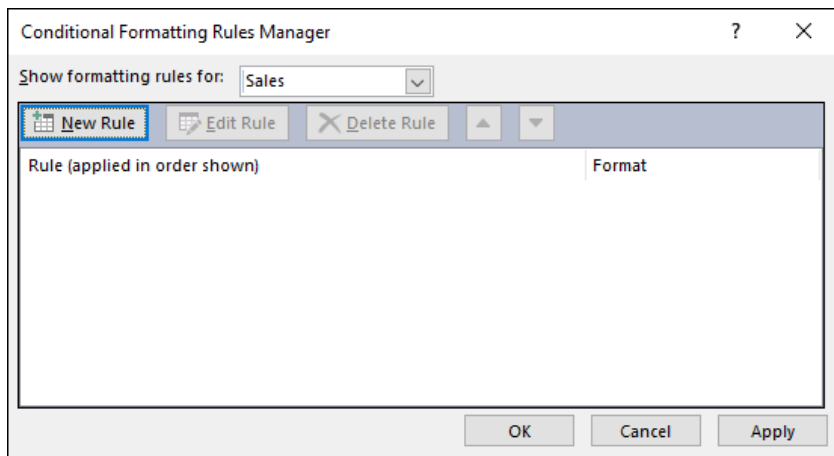 Conditional Formatting Rules Manager ? X
Show formatting rules for: Sales
New Rule Edit Rule Delete Rule
Rule (applied in order shown) Format
OK Cancel Apply